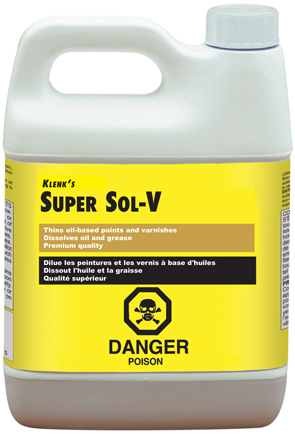 KLENK'S
SUPER SOL-V
Thins oil-based paints and varnishes
Dissolves oil and grease
Premium quality
Dilue les peintures et les vernis à base d'huiles
Dissout l'huile et la graisse
Qualité supérieur
DANGER
POISON